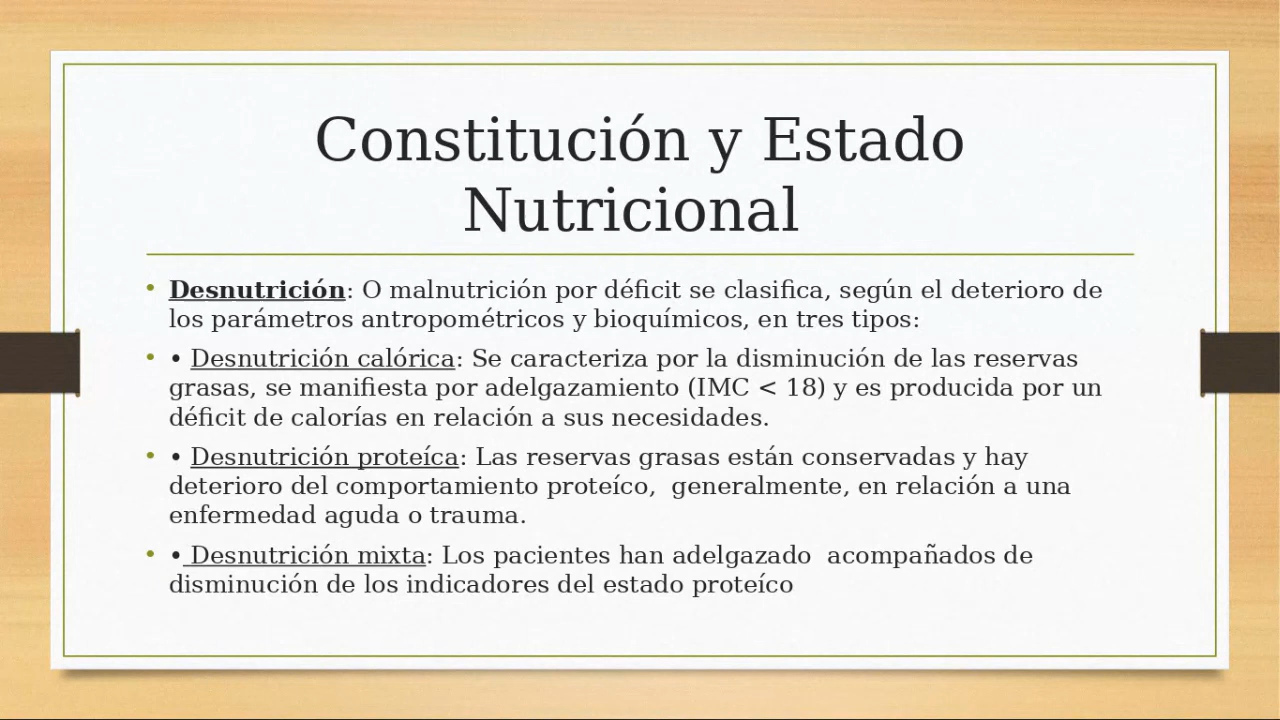 Constitución y Estado
Nutricional
• Desnutrición: O malnutrición por déficit se clasifica, según el deterioro de
los parámetros antropométricos y bioquímicos, en tres tipos:
• • Desnutrición calórica: Se caracteriza por la disminución de las reservas
grasas, se manifiesta por adelgazamiento (IMC < 18) y es producida por un
déficit de calorías en relación a sus necesidades.
• • Desnutrición proteíca: Las reservas grasas están conservadas y hay
deterioro del comportamiento proteíco,  generalmente, en relación a una
enfermedad aguda o trauma.
• • Desnutrición mixta: Los pacientes han adelgazado  acompañados de
disminución de los indicadores del estado proteíco